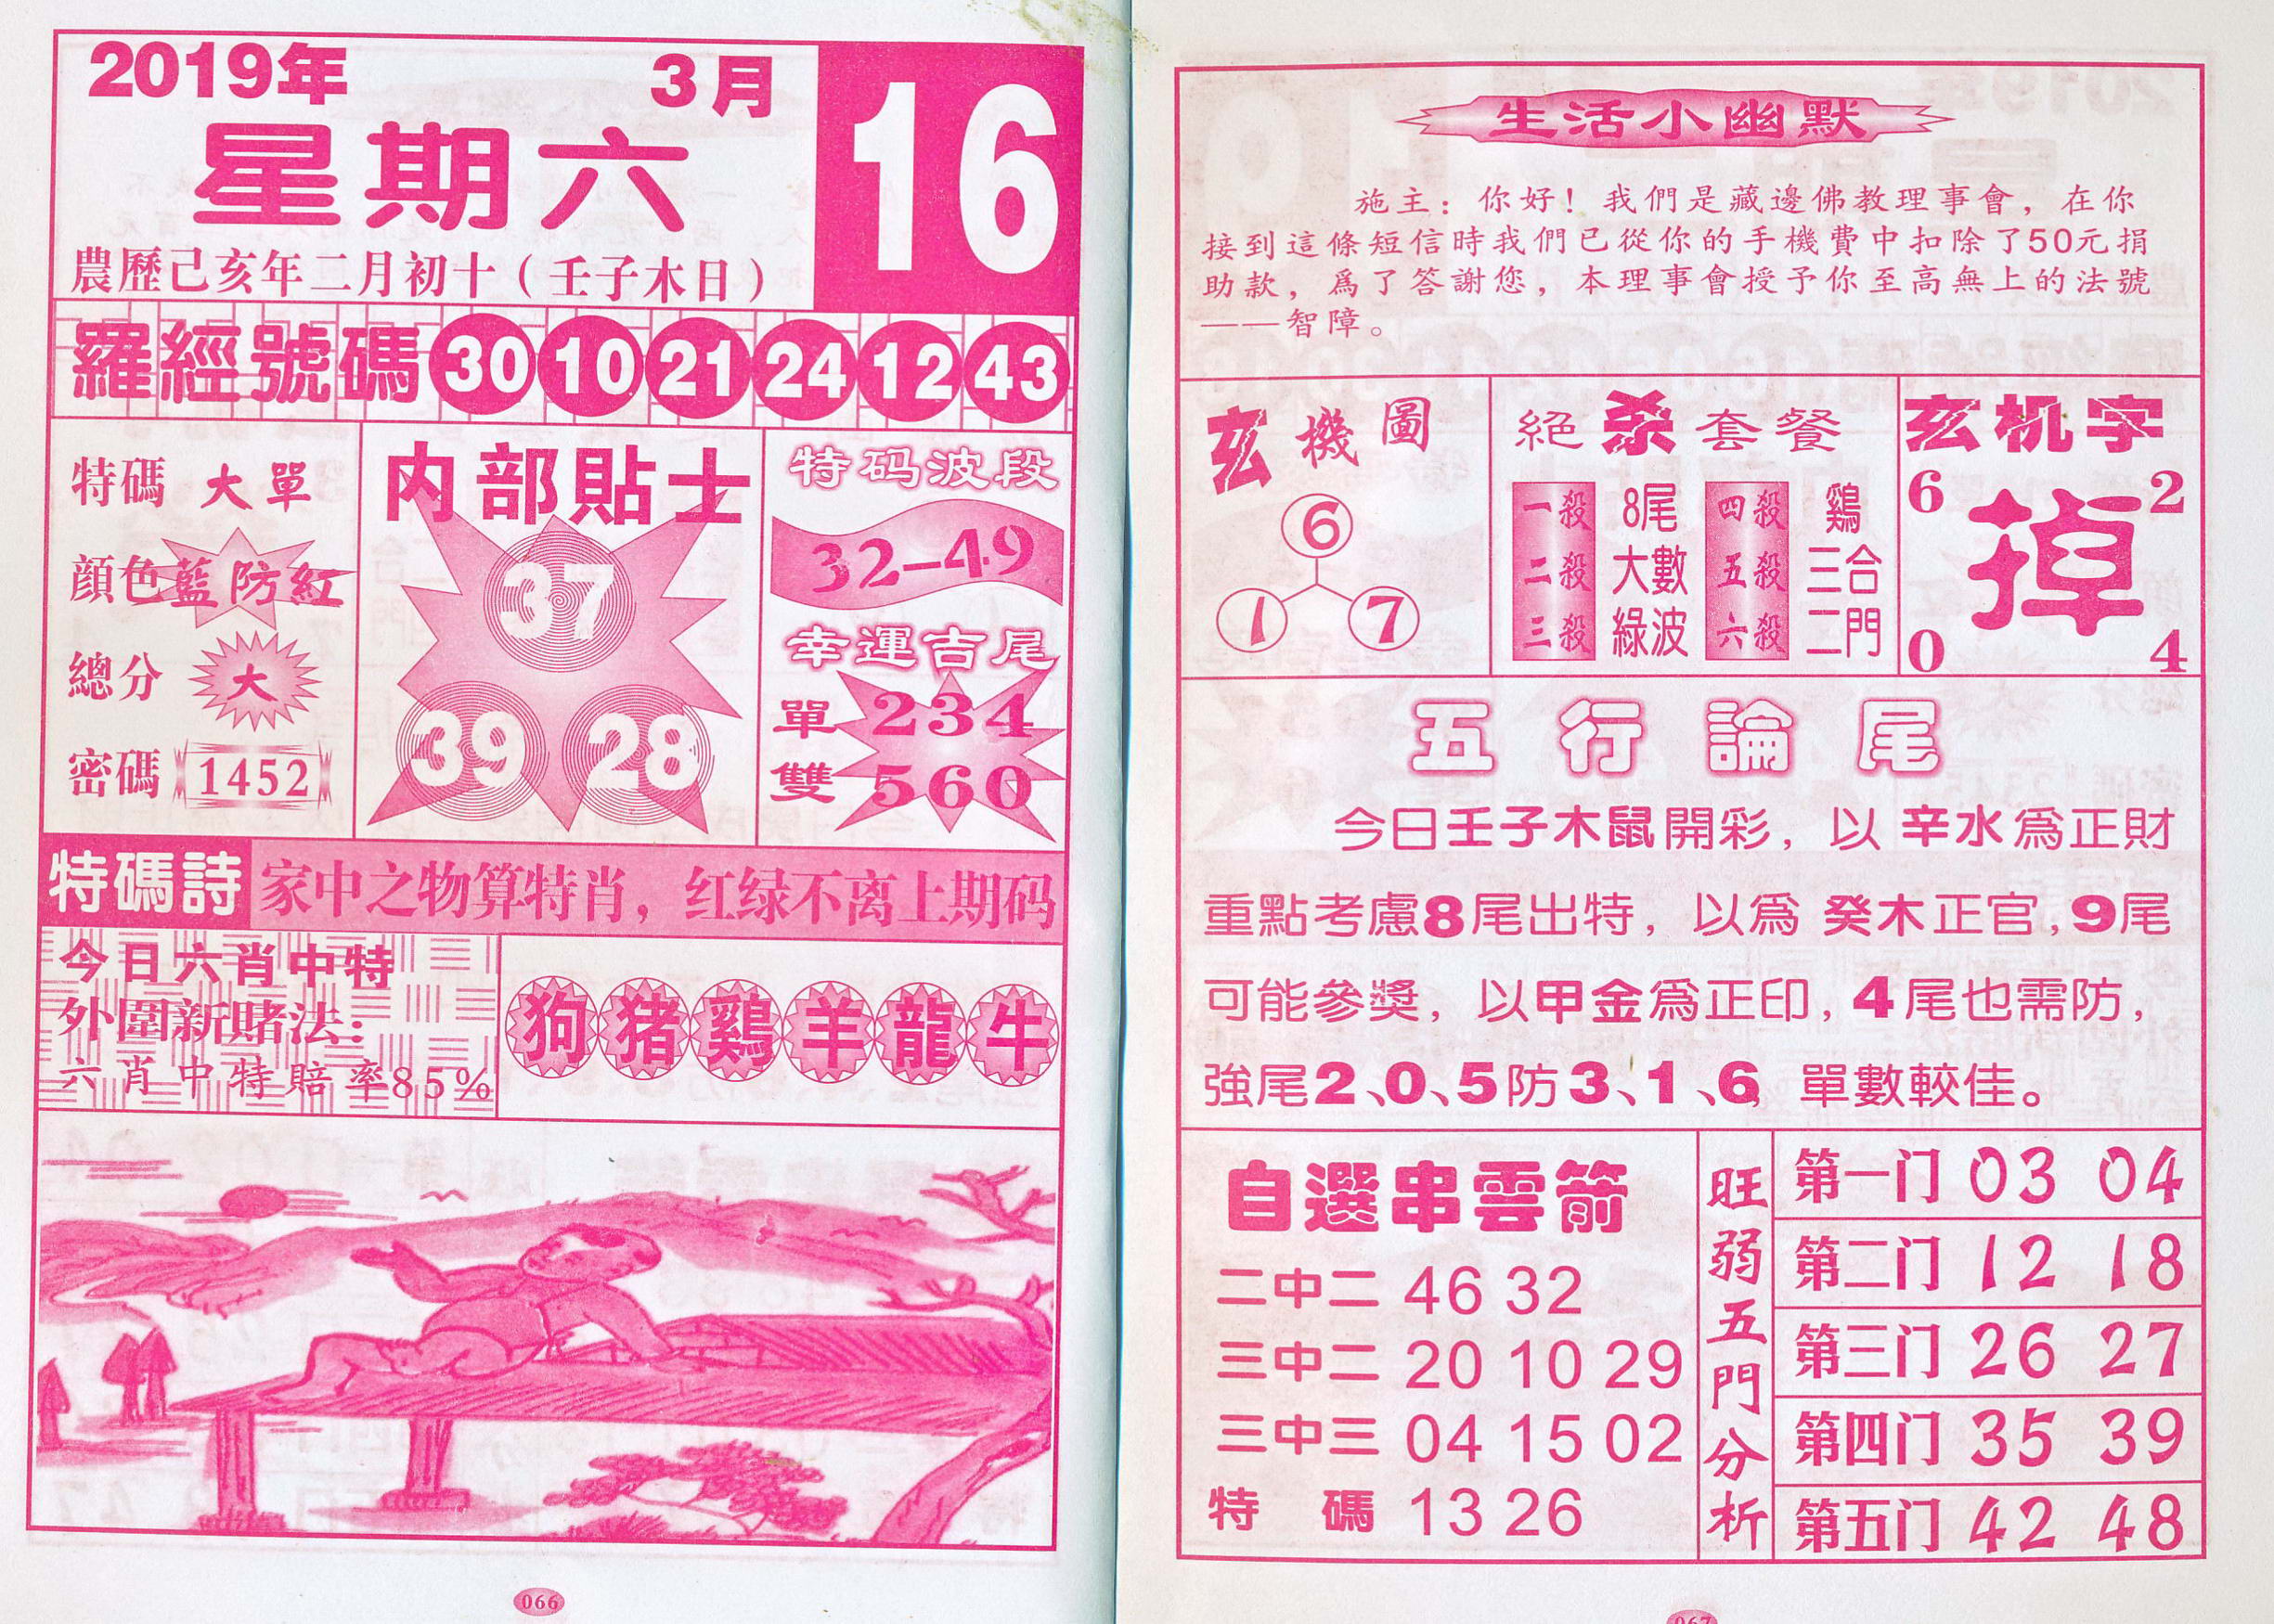 2019年 3月 16
星期六
農歷己亥年二月初十（壬子木日）
羅經號碼 30 10 21 24 12 43
特碼 大單
顔色 藍防紅
總分 大
密碼 1452
内部貼士
37
39 28
特码波段
32-49
幸運吉尾
單 234
雙 560
特碼詩 家中之物算特肖，红绿不离上期码
今日六肖中特
外圍新賭法：
六肖中特賠率85%
狗 猪 鷄 羊 龍 牛
066
生活小幽默
施主：你好！我們是藏邊佛教理事會，在你
接到這條短信時我們已從你的手機費中扣除了50元捐
助款，爲了答謝您，本理事會授予你至高無上的法號
——智障。
玄機圖
6
1 7
絕杀套餐
一殺 8尾 四殺 鷄
二殺 大數 五殺 三合
三殺 綠波 六殺 二門
玄机字
6 2
掉
0 4
五行論尾
今日壬子木鼠開彩，以 辛水爲正財
重點考慮8尾出特，以爲 癸木正官，9尾
可能參獎，以甲金爲正印，4尾也需防，
強尾2、0、5防3、1、6，單數較佳。
自選串雲箭
二中二 46 32
三中二 20 10 29
三中三 04 15 02
特 碼 13 26
旺弱五門分析
第一门 03 04
第二门 12 18
第三门 26 27
第四门 35 39
第五门 42 48
067